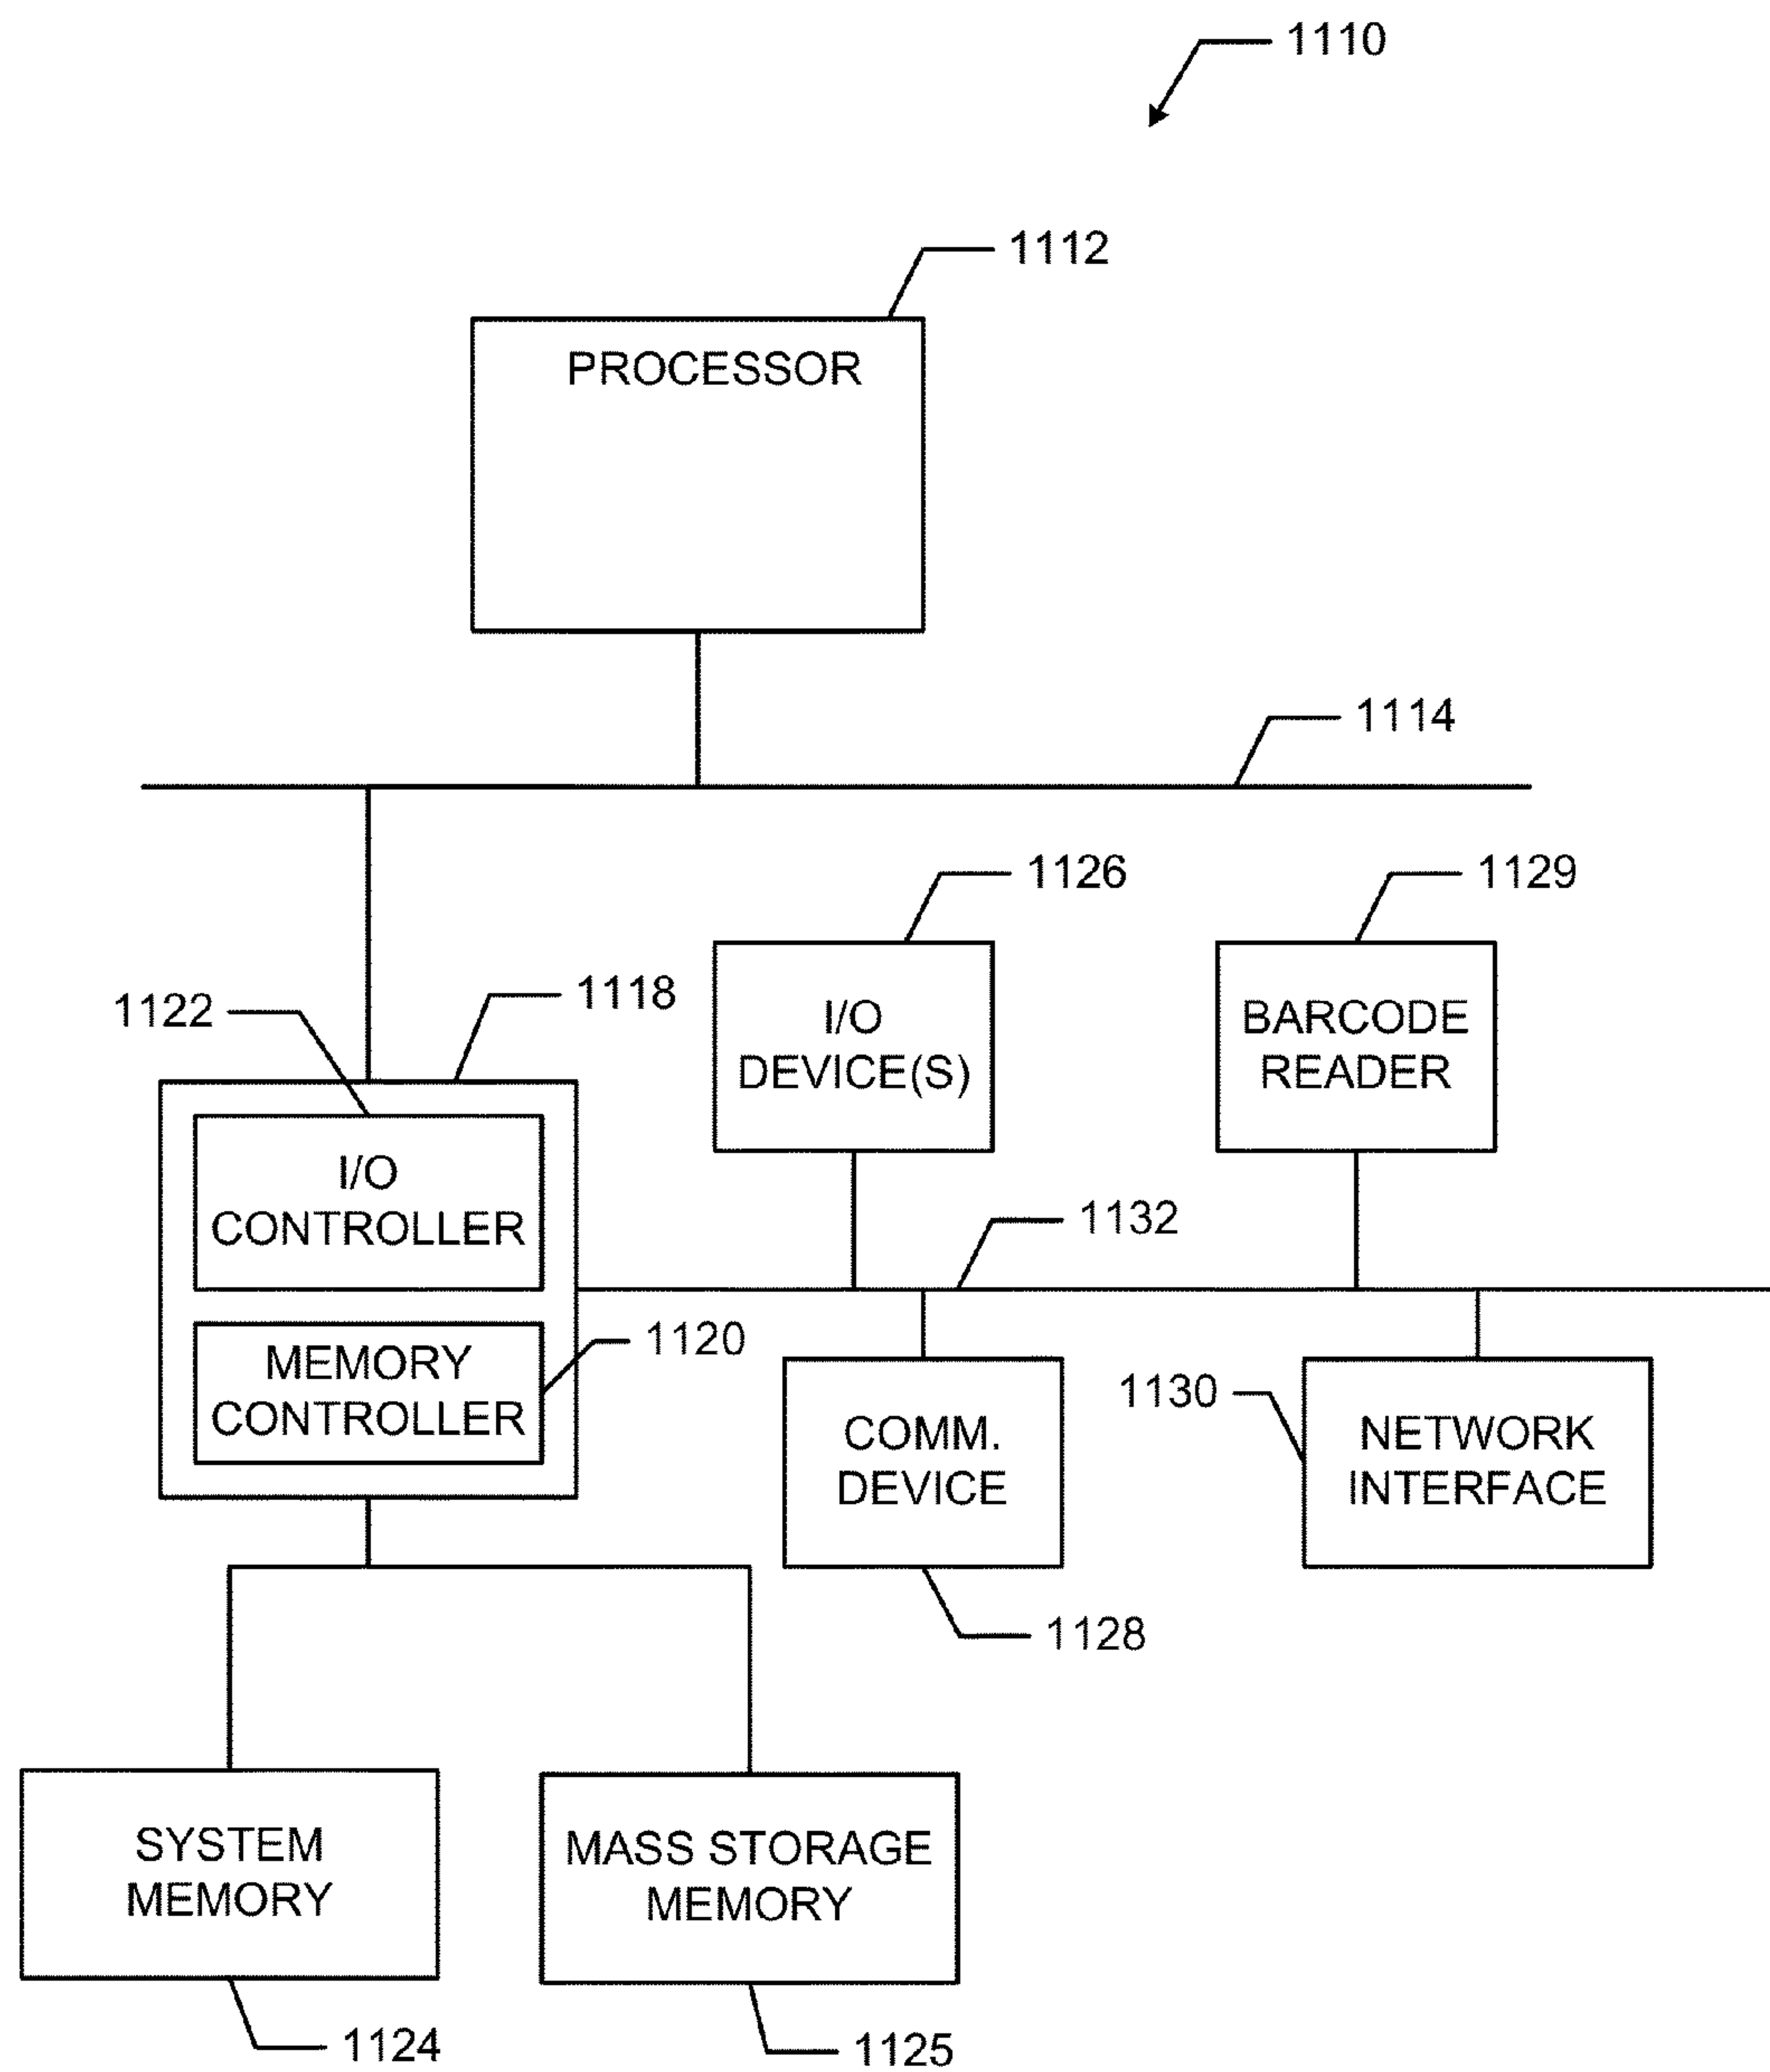 1110
1112
PROCESSOR
1114
1126
1129
1122
1118
I/O
DEVICE(S)
BARCODE
READER
I/O
CONTROLLER
1132
1120
MEMORY
CONTROLLER
1130
COMM.
DEVICE
NETWORK
INTERFACE
1128
SYSTEM
MEMORY
MASS STORAGE
MEMORY
1124
1125